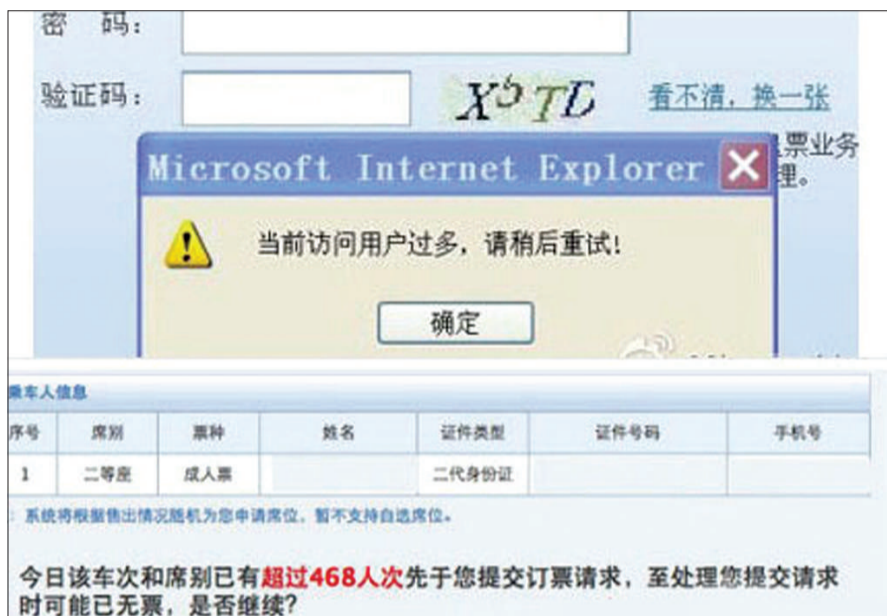 密 码：
验证码：
X5TD
看不清，换一张
票业务
理。
Microsoft Internet Explorer
当前访问用户过多，请稍后重试！
确定
乘车人信息
序号 席别 票种 姓名 证件类型 证件号码 手机号
1 二等座 成人票 二代身份证
：系统将根据售出情况随机为您申请席位，暂不支持自选席位。
今日该车次和席别已有超过468人次先于您提交订票请求，至处理您提交请求
时可能已无票，是否继续？